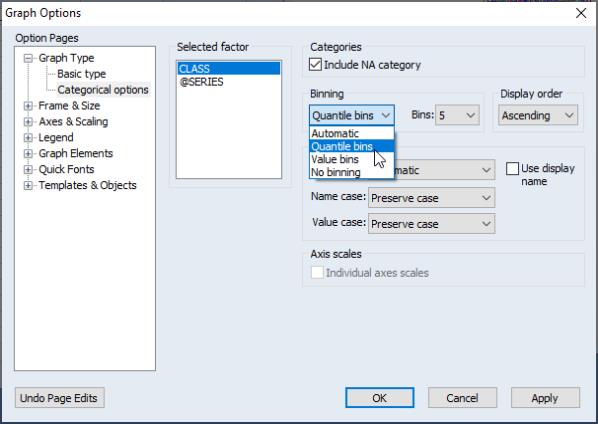 Graph Options
Option Pages
Graph Type
Basic type
Categorical options
Frame & Size
Axes & Scaling
Legend
Graph Elements
Quick Fonts
Templates & Objects
Selected factor
CLASS
@SERIES
Categories
Include NA category
Binning
Quantile bins
Bins: 5
Display order
Ascending
Automatic
Quantile bins
Value bins
No binning
Use display
name
Name case: Preserve case
Value case: Preserve case
Axis scales
Individual axes scales
Undo Page Edits
OK
Cancel
Apply